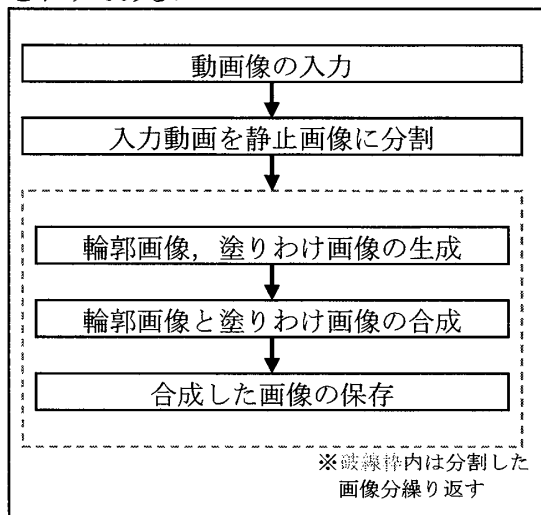 動画像の入力
入力動画を静止画像に分割
輪郭画像，塗りわけ画像の生成
輪郭画像と塗りわけ画像の合成
合成した画像の保存
※破線枠内は分割した
画像分繰り返す